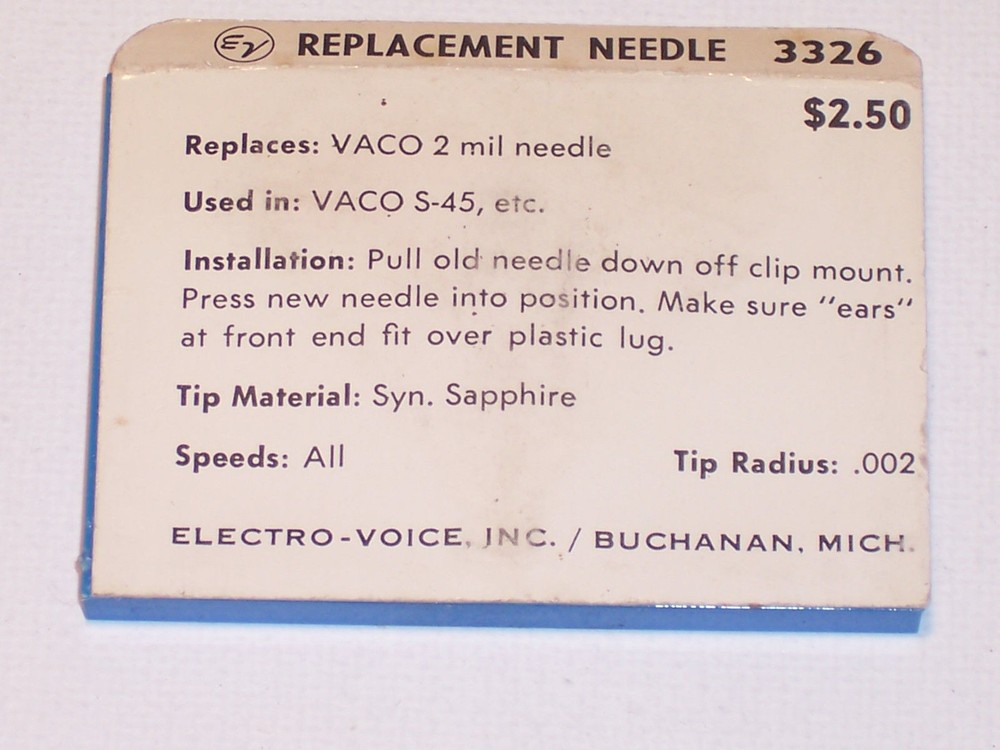 EV REPLACEMENT NEEDLE 3326
$2.50
Replaces: VACO 2 mil needle
Used in: VACO S-45, etc.
Installation: Pull old needle down off clip mount.
Press new needle into position. Make sure "ears"
at front end fit over plastic lug.
Tip Material: Syn. Sapphire
Speeds: All Tip Radius: .002
ELECTRO-VOICE, INC. / BUCHANAN, MICH.